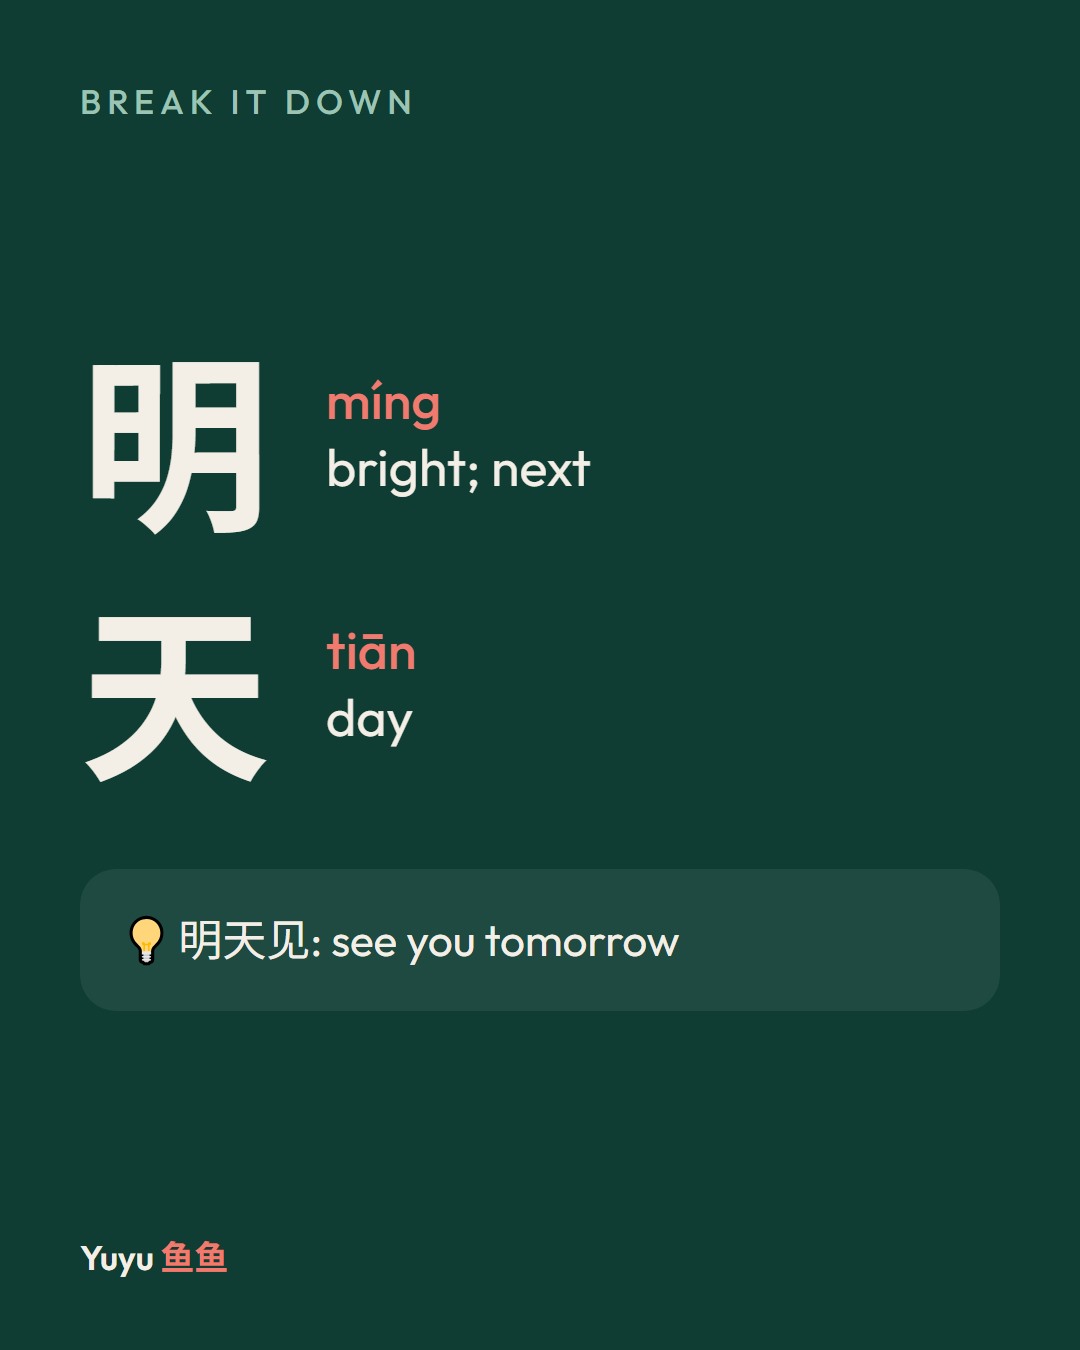 BREAK IT DOWN
明
míng
bright; next
天
tiān
day
💡 明天见: see you tomorrow
Yuyu 鱼鱼